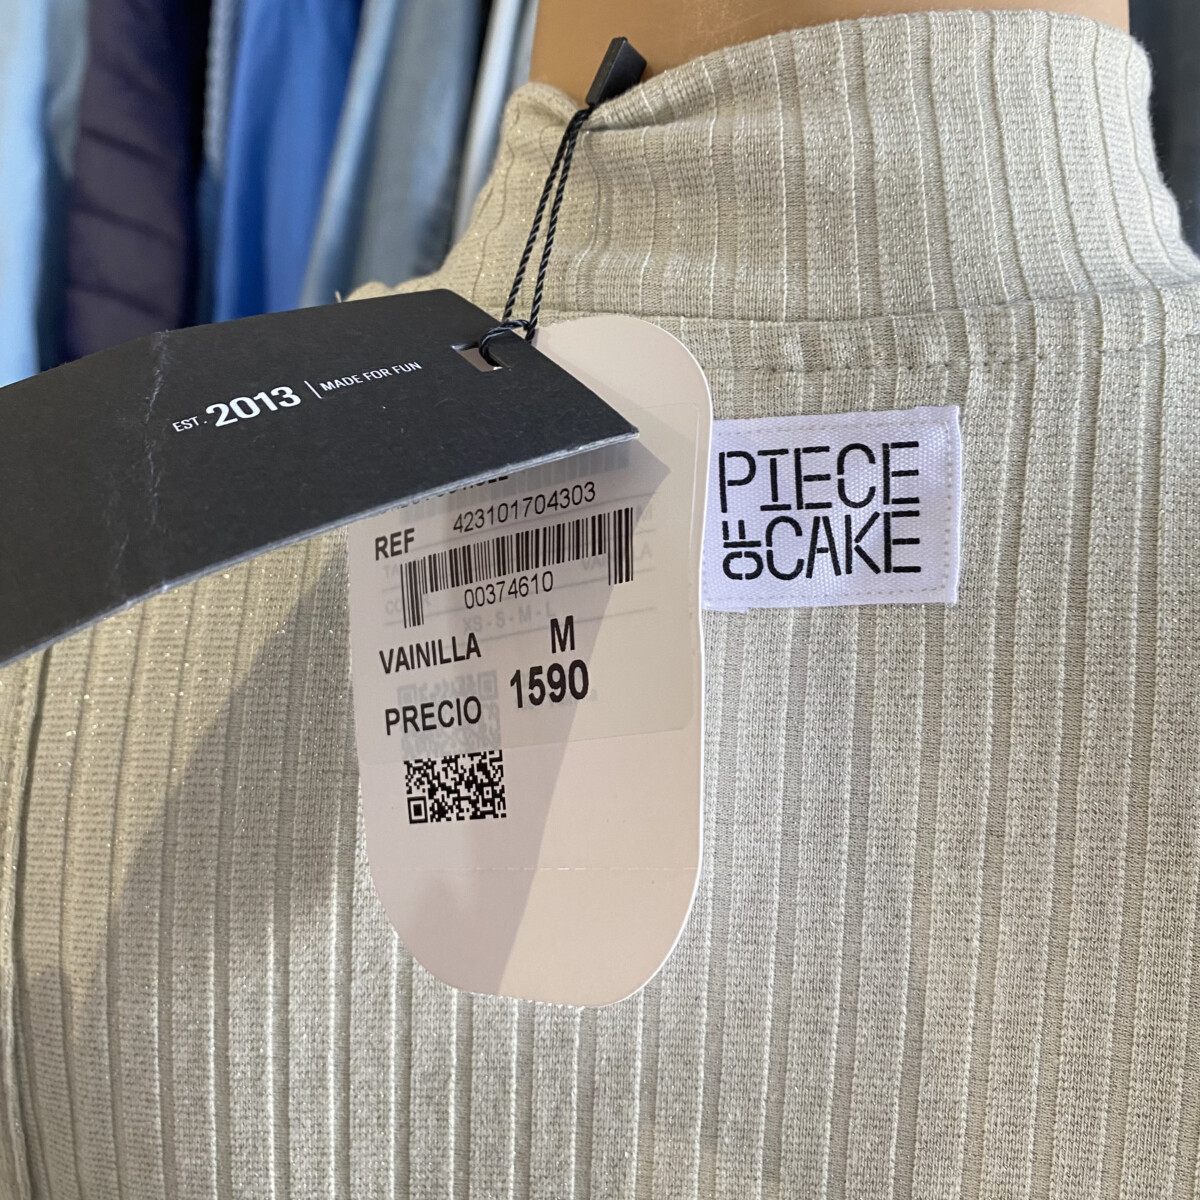 EST. 2013 | MADE FOR FUN
REF 423101704303
00374610
XS - S - M - L
VAINILLA M
PRECIO 1590
PIECE
OF CAKE